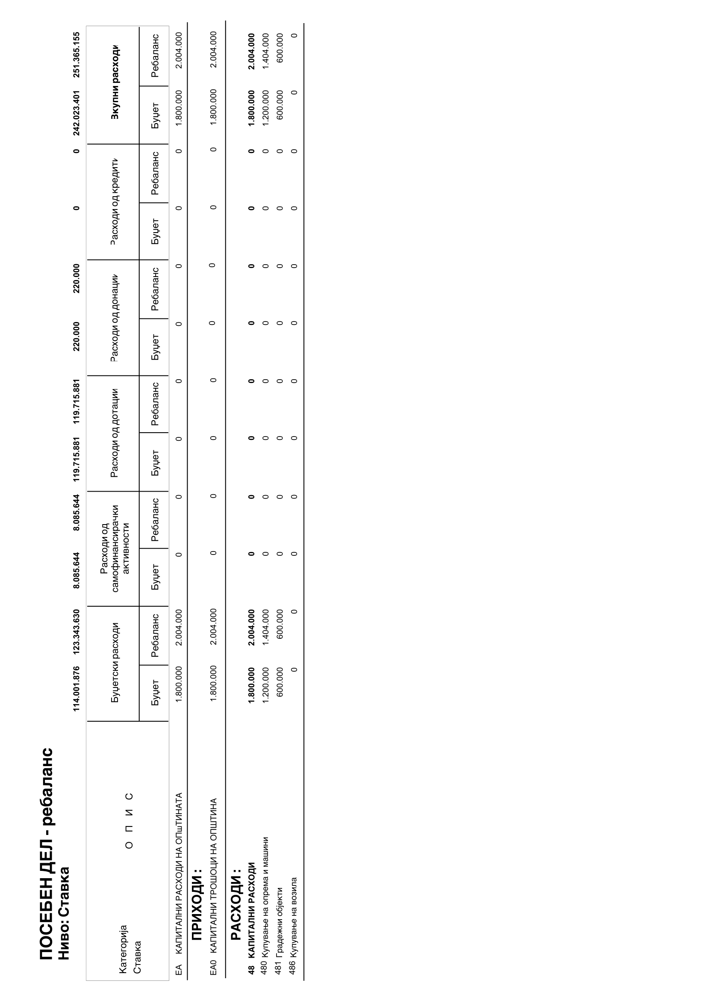 ПОСЕБЕН ДЕЛ - ребаланс
Ниво: Ставка
114.001.876 123.343.630 8.085.644 8.085.644 119.715.881 119.715.881 220.000 220.000 0 0 242.023.401 251.365.155
Категорија
Ставка
О П И С
Буџетски расходи
Расходи од
самофинансирачки
активности
Расходи од дотации
Расходи од донации
Расходи од кредити
Вкупни расходи
Буџет Ребаланс Буџет Ребаланс Буџет Ребаланс Буџет Ребаланс Буџет Ребаланс Буџет Ребаланс
ЕА КАПИТАЛНИ РАСХОДИ НА ОПшТИНАТА 1.800.000 2.004.000 0 0 0 0 0 0 0 0 1.800.000 2.004.000
ПРИХОДИ :
ЕА0 КАПИТАЛНИ ТРОШОЦИ НА ОПШТИНА 1.800.000 2.004.000 0 0 0 0 0 0 0 0 1.800.000 2.004.000
РАСХОДИ :
48 КАПИТАЛНИ РАСХОДИ 1.800.000 2.004.000 0 0 0 0 0 0 0 0 1.800.000 2.004.000
480 Купување на опрема и машини 1.200.000 1.404.000 0 0 0 0 0 0 0 0 1.200.000 1.404.000
481 Градежни објекти 600.000 600.000 0 0 0 0 0 0 0 0 600.000 600.000
486 Купување на возила 0 0 0 0 0 0 0 0 0 0 0 0